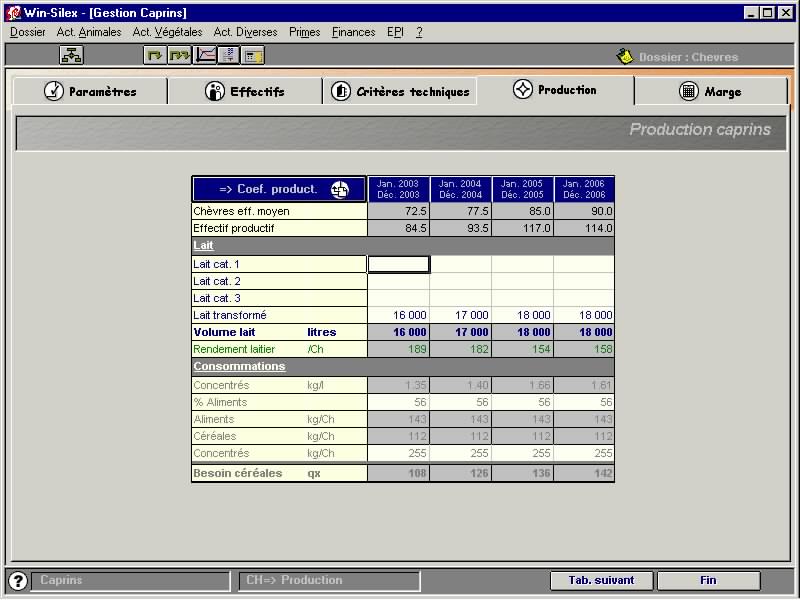 Win-Silex - [Gestion Caprins]
Dossier Act. Animales Act. Végétales Act. Diverses Primes Finances EPI ?
Dossier : Chevres
Paramètres Effectifs Critères techniques Production Marge
Production caprins
=> Coef. product. Jan. 2003 Jan. 2004 Jan. 2005 Jan. 2006
Déc. 2003 Déc. 2004 Déc. 2005 Déc. 2006
Chèvres eff. moyen 72.5 77.5 85.0 90.0
Effectif productif 84.5 93.5 117.0 114.0
Lait
Lait cat. 1
Lait cat. 2
Lait cat. 3
Lait transformé 16 000 17 000 18 000 18 000
Volume lait litres 16 000 17 000 18 000 18 000
Rendement laitier /Ch 189 182 154 158
Consommations
Concentrés kg/l 1.35 1.40 1.66 1.61
% Aliments 56 56 56 56
Aliments kg/Ch 143 143 143 143
Céréales kg/Ch 112 112 112 112
Concentrés kg/Ch 255 255 255 255
Besoin céréales qx 108 126 136 142
? Caprins CH=> Production Tab. suivant Fin